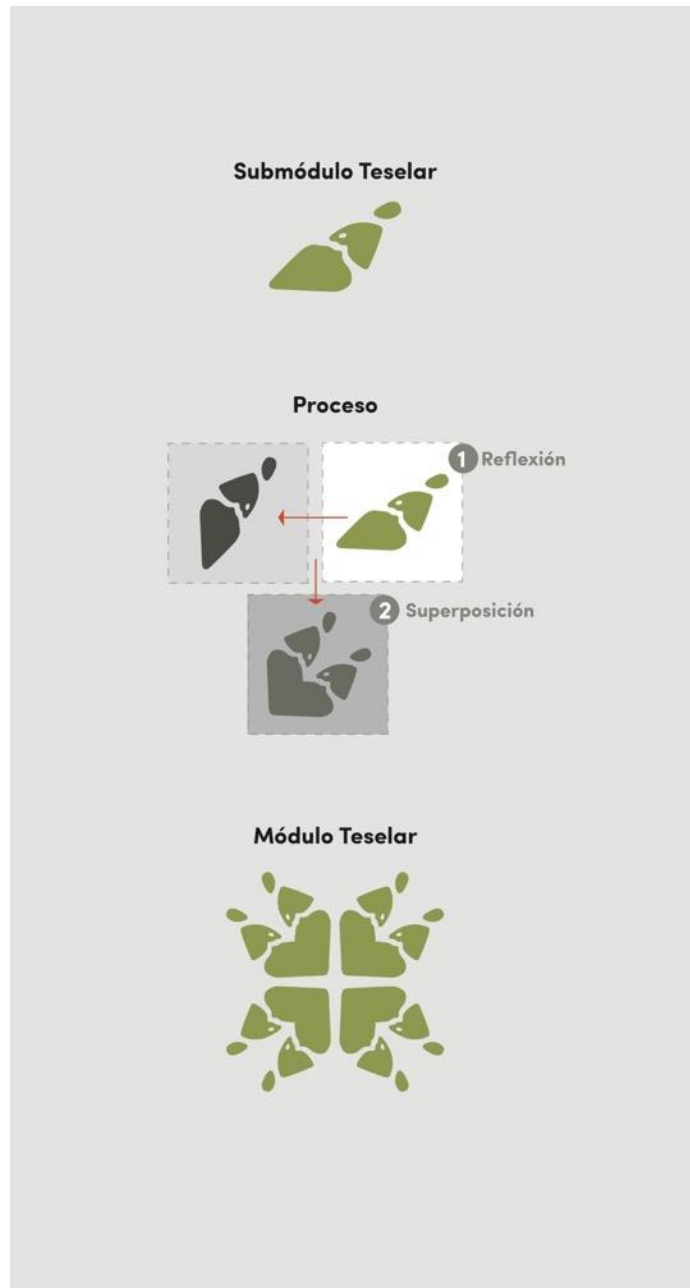 Submódulo Teselar
Proceso
1 Reflexión
2 Superposición
Módulo Teselar